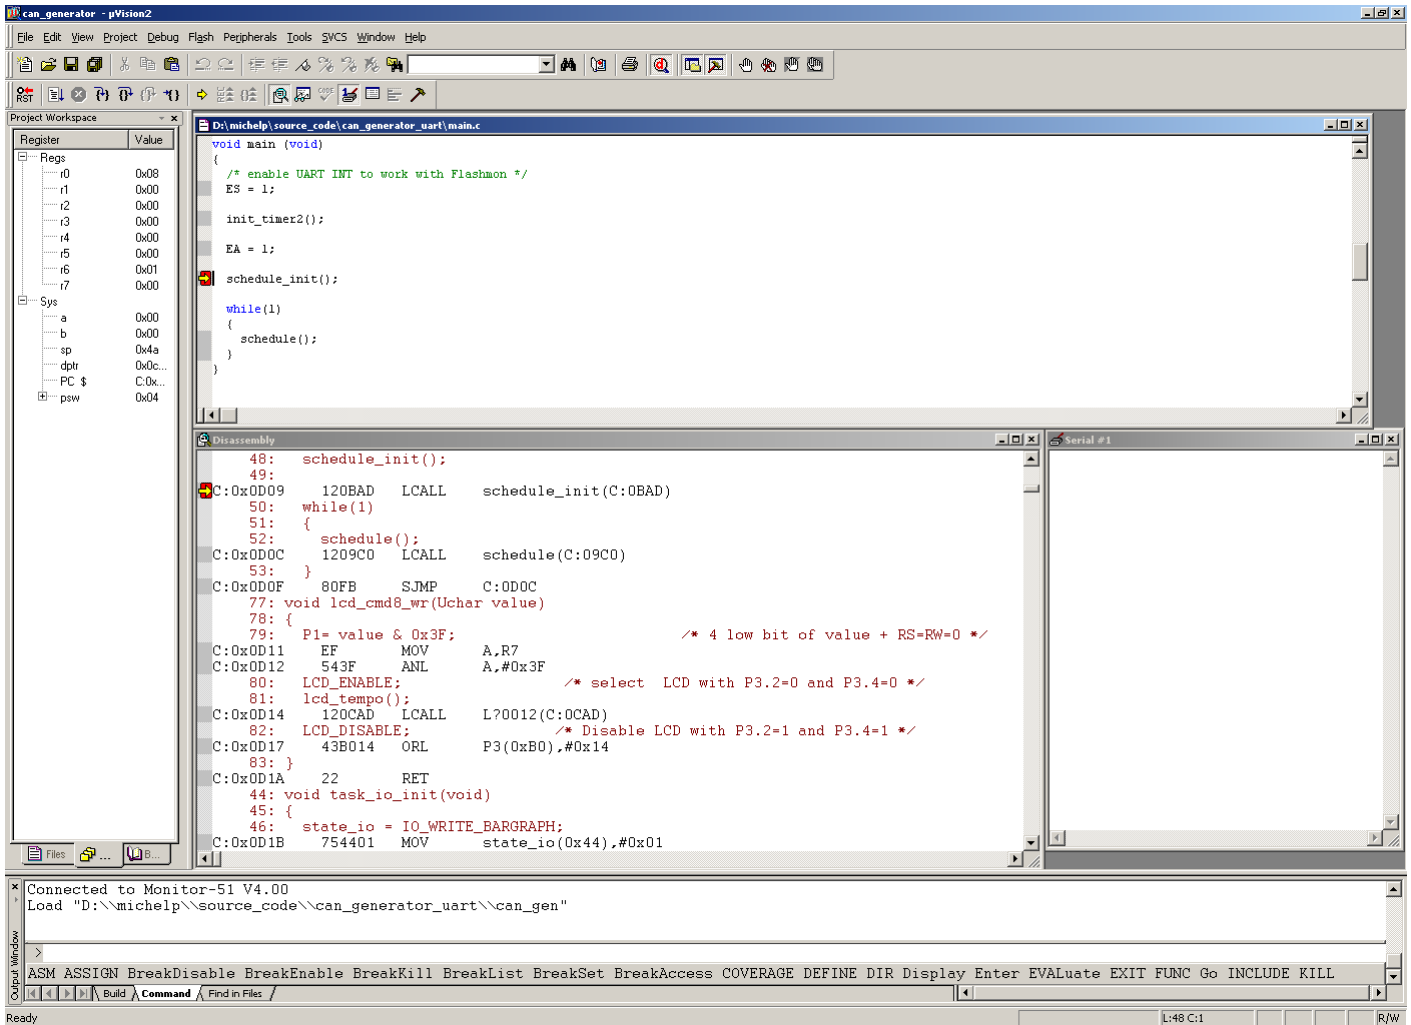 can_generator - µVision2
File Edit View Project Debug Flash Peripherals Tools SVCS Window Help
RST
CODE
Project Workspace
Register Value
Regs
r0 0x08
r1 0x00
r2 0x00
r3 0x00
r4 0x00
r5 0x00
r6 0x01
r7 0x00
Sys
a 0x00
b 0x00
sp 0x4a
dptr 0x0c...
PC $ C:0x...
psw 0x04
Files ... B...
D:\michelp\source_code\can_generator_uart\main.c
void main (void)
{
/* enable UART INT to work with Flashmon */
ES = 1;
init_timer2();
EA = 1;
schedule_init();
while(1)
{
schedule();
}
}
Disassembly
48: schedule_init();
49:
C:0x0D09 120BAD LCALL schedule_init(C:0BAD)
50: while(1)
51: {
52: schedule();
C:0x0D0C 1209C0 LCALL schedule(C:09C0)
53: }
C:0x0D0F 80FB SJMP C:0D0C
77: void lcd_cmd8_wr(Uchar value)
78: {
79: P1= value & 0x3F; /* 4 low bit of value + RS=RW=0 */
C:0x0D11 EF MOV A,R7
C:0x0D12 543F ANL A,#0x3F
80: LCD_ENABLE; /* select  LCD with P3.2=0 and P3.4=0 */
81: lcd_tempo();
C:0x0D14 120CAD LCALL L?0012(C:0CAD)
82: LCD_DISABLE; /* Disable LCD with P3.2=1 and P3.4=1 */
C:0x0D17 43B014 ORL P3(0xB0),#0x14
83: }
C:0x0D1A 22 RET
44: void task_io_init(void)
45: {
46: state_io = IO_WRITE_BARGRAPH;
C:0x0D1B 754401 MOV state_io(0x44),#0x01
Serial #1
Output Window
Connected to Monitor-51 V4.00
Load "D:\\michelp\\source_code\\can_generator_uart\\can_gen"
>
ASM ASSIGN BreakDisable BreakEnable BreakKill BreakList BreakSet BreakAccess COVERAGE DEFINE DIR Display Enter EVALuate EXIT FUNC Go INCLUDE KILL
Build Command Find in Files
Ready L:48 C:1 R/W